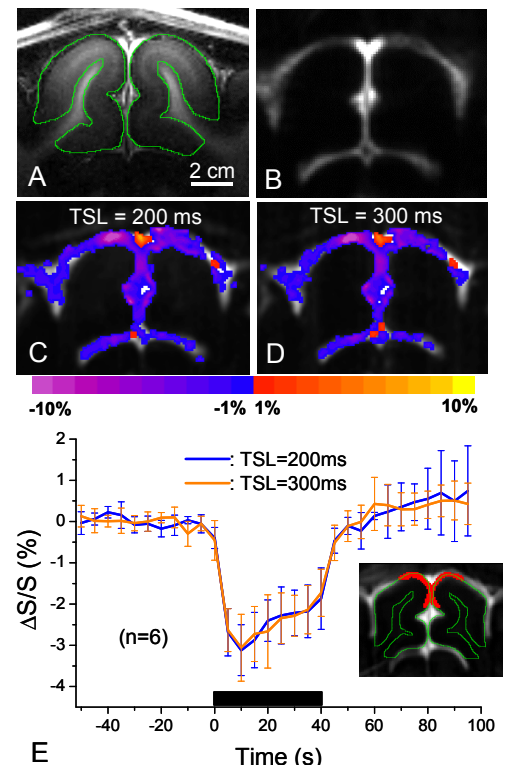 A
2 cm
B
TSL = 200 ms
C
TSL = 300 ms
D
-10%
-1%
1%
10%
: TSL=200ms
: TSL=300ms
ΔS/S (%)
2
1
0
-1
-2
-3
-4
(n=6)
-40
-20
0
20
40
60
80
100
E
Time (s)